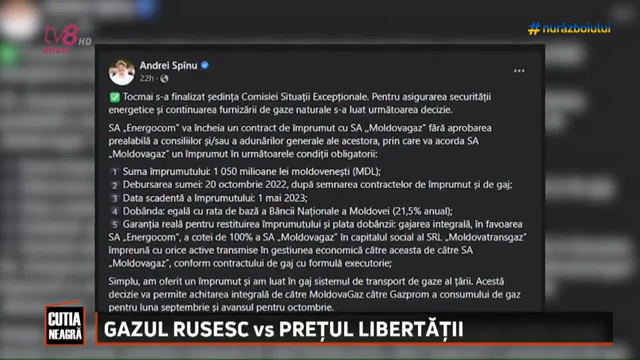 tv8 HD
#nurăzboiului
Andrei Spînu
22h
Tocmai s-a finalizat ședința Comisiei Situații Excepționale. Pentru asigurarea securității
energetice și continuarea furnizării de gaze naturale s-a luat următoarea decizie.
SA „Energocom” va încheia un contract de împrumut cu SA „Moldovagaz” fără aprobarea
prealabilă a consiliilor și/sau a adunărilor generale ale acestora, prin care va acorda SA
„Moldovagaz” un împrumut în următoarele condiții obligatorii:
1 Suma împrumutului: 1 050 milioane lei moldovenești (MDL);
2 Debursarea sumei: 20 octombrie 2022, după semnarea contractelor de împrumut și de gaj;
3 Data scadentă a împrumutului: 1 mai 2023;
4 Dobânda: egală cu rata de bază a Băncii Naționale a Moldovei (21,5% anual);
5 Garanția reală pentru restituirea împrumutului și plata dobânzii: gajarea integrală, în favoarea
SA „Energocom”, a cotei de 100% a SA „Moldovagaz” în capitalul social al SRL „Moldovatransgaz”
împreună cu orice active transmise în gestiunea economică către aceasta de către SA
„Moldovagaz”, conform contractului de gaj cu formulă executorie;
Simplu, am oferit un împrumut și am luat în gaj sistemul de transport de gaze al țării. Acestă
decizie va permite achitarea integrală de către MoldovaGaz către Gazprom a consumului de gaz
pentru luna septembrie și avansul pentru octombrie.
CUTIA
NEAGRĂ
GAZUL RUSESC vs PREȚUL LIBERTĂȚII